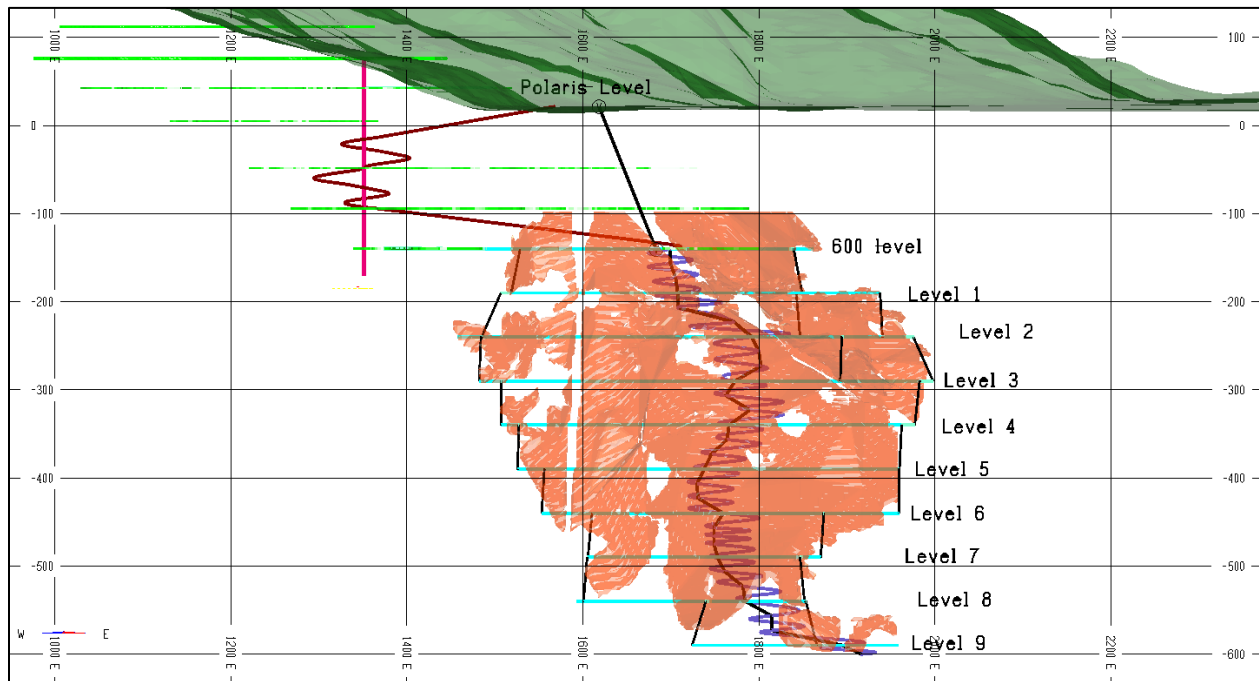 1000 E
1200 E
1400 E
1600 E
1800 E
2000 E
2200 E
100
100
Polaris Level
0
0
-100
-100
600 level
-200
-200
Level 1
Level 2
-300
-300
Level 3
Level 4
-400
-400
Level 5
Level 6
-500
-500
Level 7
Level 8
W E
Level 9
-600
1000 E
1200 E
1400 E
1600 E
1800 E
2000 E
2200 E